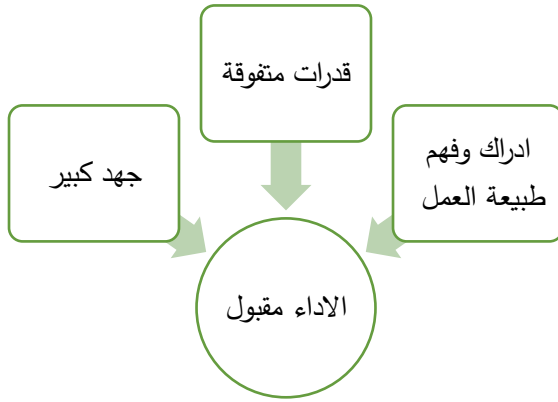 قدرات متفوقة
ادراك وفهم
طبيعة العمل
جهد كبير
الاداء مقبول